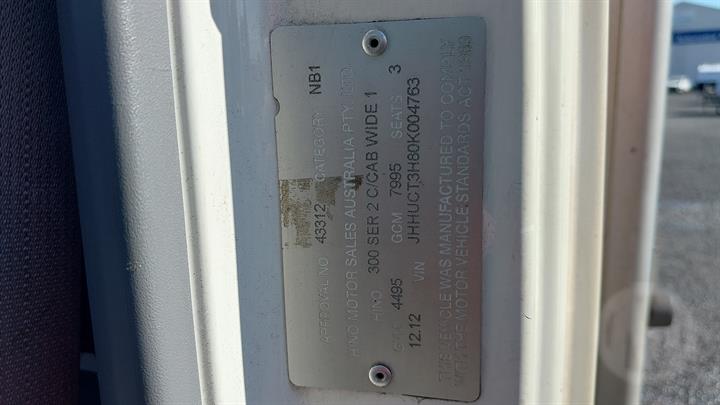 APPROVAL NO 43312 CATEGORY NB1
HINO MOTOR SALES AUSTRALIA PTY. LTD
HINO 300 SER 2 C/CAB WIDE 1
GVM 4495 GCM 7995 SEATS 3
12.12 VIN JHHUCT3H80K004763
THIS VEHICLE WAS MANUFACTURED TO COMPLY
WITH THE MOTOR VEHICLE STANDARDS ACT 1989